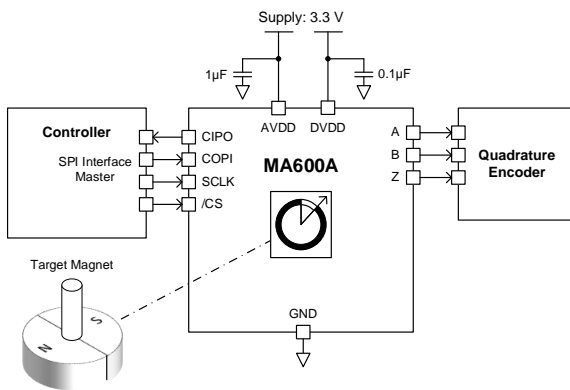 Supply: 3.3 V
1µF
0.1µF
Controller
SPI Interface
Master
CIPO
COPI
SCLK
/CS
AVDD
DVDD
MA600A
A
B
Z
Quadrature
Encoder
GND
Target Magnet
S
N